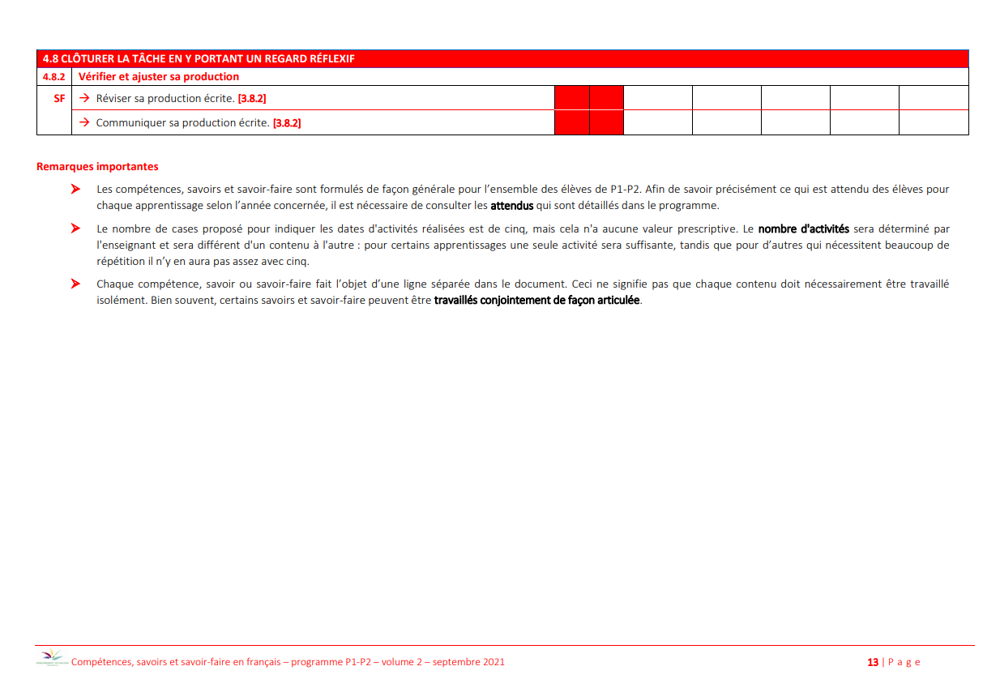 4.8 CLÔTURER LA TÂCHE EN Y PORTANT UN REGARD RÉFLEXIF
4.8.2 Vérifier et ajuster sa production
SF → Réviser sa production écrite. [3.8.2]
→ Communiquer sa production écrite. [3.8.2]
Remarques importantes
➤ Les compétences, savoirs et savoir-faire sont formulés de façon générale pour l’ensemble des élèves de P1-P2. Afin de savoir précisément ce qui est attendu des élèves pour
chaque apprentissage selon l’année concernée, il est nécessaire de consulter les attendus qui sont détaillés dans le programme.
➤ Le nombre de cases proposé pour indiquer les dates d'activités réalisées est de cinq, mais cela n'a aucune valeur prescriptive. Le nombre d'activités sera déterminé par
l'enseignant et sera différent d'un contenu à l'autre : pour certains apprentissages une seule activité sera suffisante, tandis que pour d’autres qui nécessitent beaucoup de
répétition il n’y en aura pas assez avec cinq.
➤ Chaque compétence, savoir ou savoir-faire fait l’objet d’une ligne séparée dans le document. Ceci ne signifie pas que chaque contenu doit nécessairement être travaillé
isolément. Bien souvent, certains savoirs et savoir-faire peuvent être travaillés conjointement de façon articulée.
Compétences, savoirs et savoir-faire en français – programme P1-P2 – volume 2 – septembre 2021
13 | P a g e